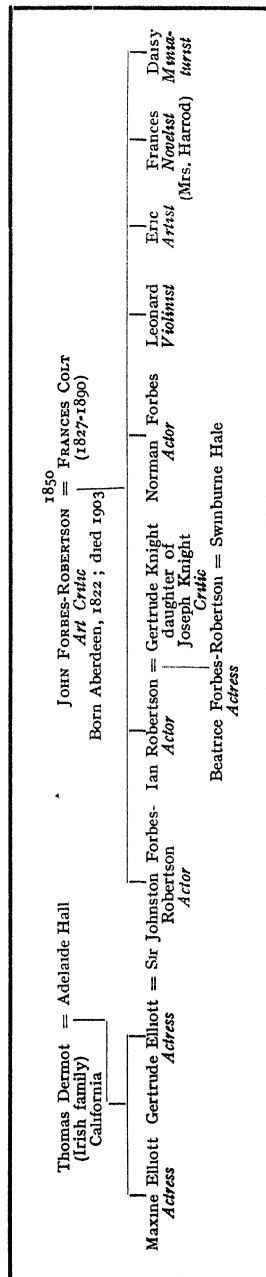 Thomas Dermot = Adelaide Hall
(Irish family)
California
1850
JOHN FORBES-ROBERTSON = FRANCES COLT
Art Critic (1827-1890)
Born Aberdeen, 1822; died 1903
Maxine Elliott Gertrude Elliott = Sir Johnston Forbes-
Actress Actress Robertson
Actor
Ian Robertson = Gertrude Knight
Actor daughter of
Joseph Knight
Critic
Norman Forbes
Actor
Leonard
Violinist
Eric
Artist
Frances
Novelist
(Mrs. Harrod)
Daisy
Minia-
turist
Beatrice Forbes-Robertson = Swinburne Hale
Actress